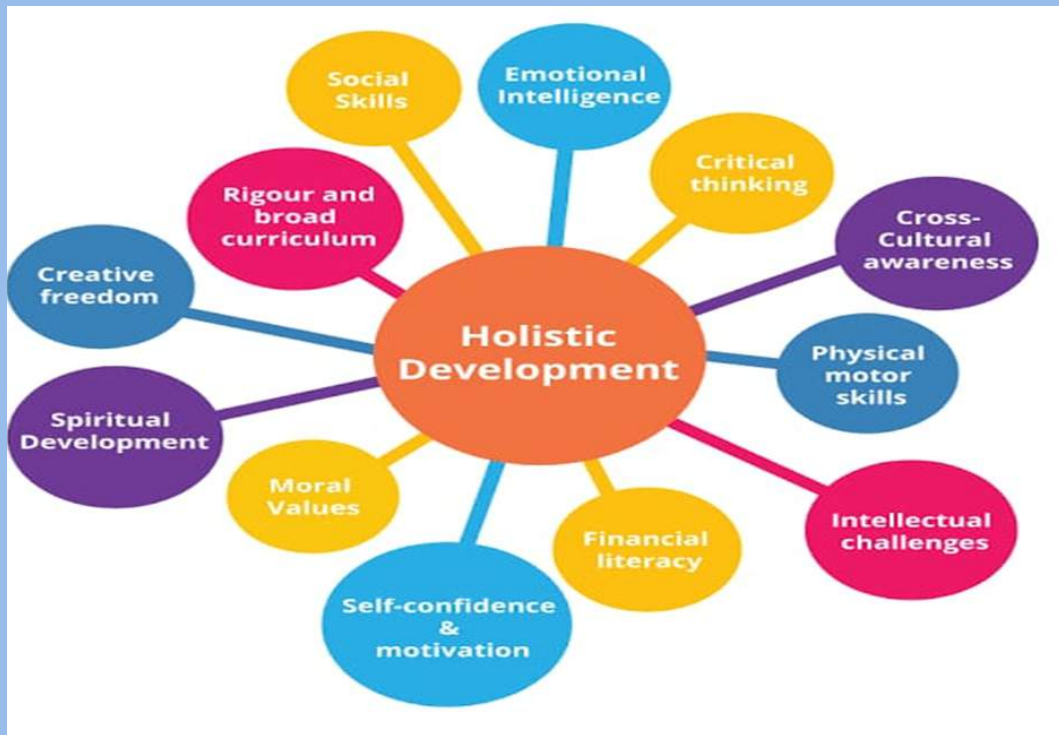 Social
Skills
Emotional
Intelligence
Critical
thinking
Rigour and
broad
curriculum
Cross-
Cultural
awareness
Creative
freedom
Holistic
Development
Physical
motor
skills
Spiritual
Development
Moral
Values
Intellectual
challenges
Financial
literacy
Self-confidence
&
motivation